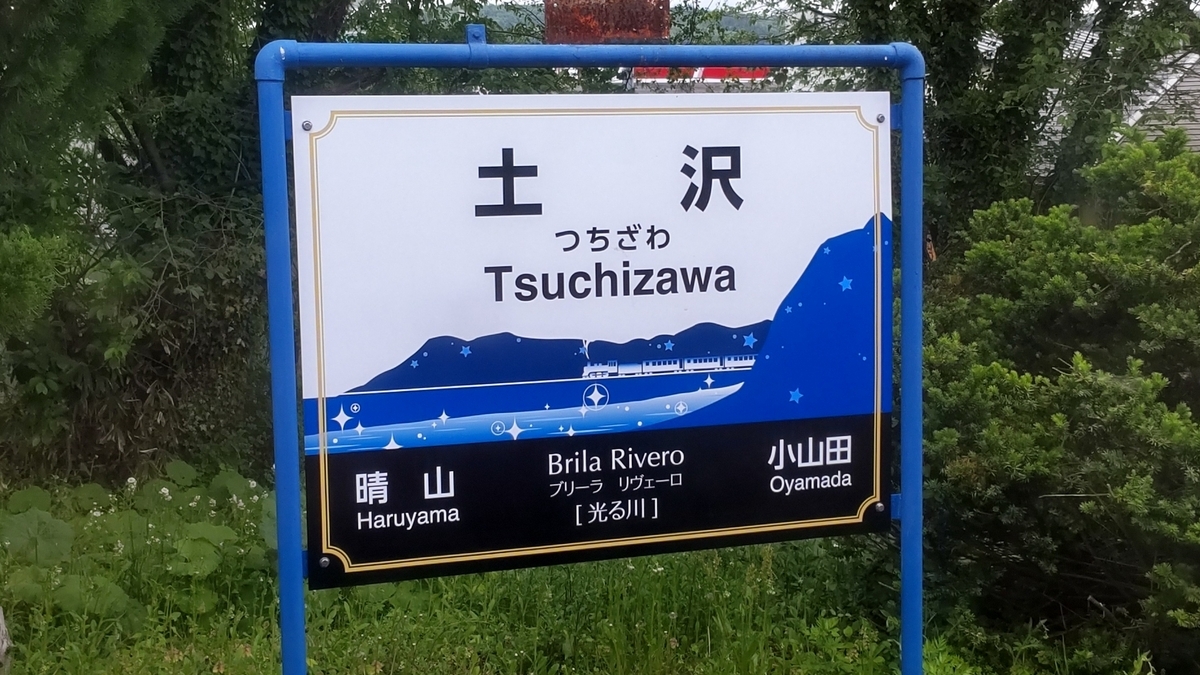 土沢
つちざわ
Tsuchizawa
晴山
Haruyama
Brila Rivero
ブリーラ リヴェーロ
[光る川]
小山田
Oyamada